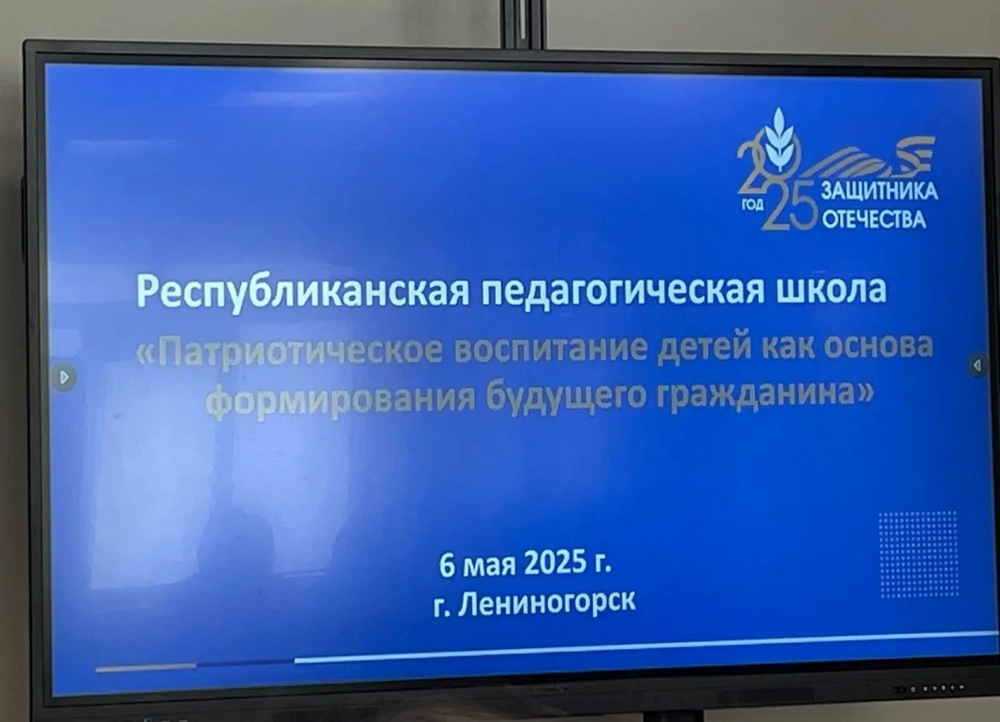 2025
ГОД
ЗАЩИТНИКА
ОТЕЧЕСТВА
Республиканская педагогическая школа
«Патриотическое воспитание детей как основа
формирования будущего гражданина»
6 мая 2025 г.
г. Лениногорск